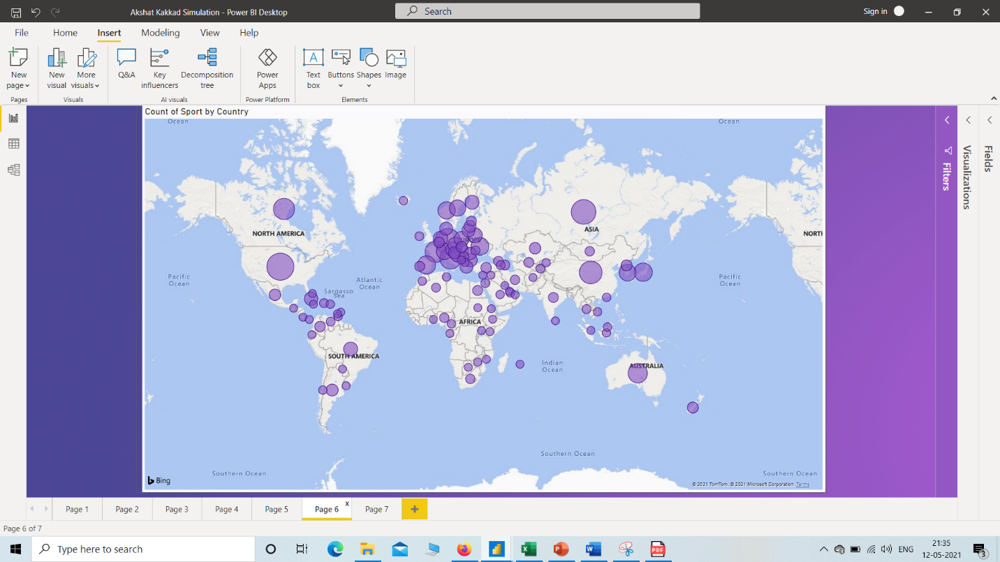 Akshat Kakkad Simulation - Power BI Desktop
Search
Sign in
File Home Insert Modeling View Help
New page
New visual
More visuals
Q&A
Key influencers
Decomposition tree
Power Apps
Text box
Buttons
Shapes
Image
Pages
Visuals
AI visuals
Power Platform
Elements
Count of Sport by Country
Ocean
Ocean
NORTH AMERICA
ASIA
NORTH
Pacific
Ocean
Atlantic
Ocean
Sargasso
Sea
Pacific
Ocean
AFRICA
SOUTH AMERICA
Indian
Ocean
AUSTRALIA
Southern Ocean
Southern Ocean
Southern Ocean
Bing
© 2021 TomTom, © 2021 Microsoft Corporation Terms
Filters
Visualizations
Fields
Page 1 Page 2 Page 3 Page 4 Page 5 Page 6 x Page 7 +
Page 6 of 7
Type here to search
PDF
ENG
21:35
12-05-2021
3